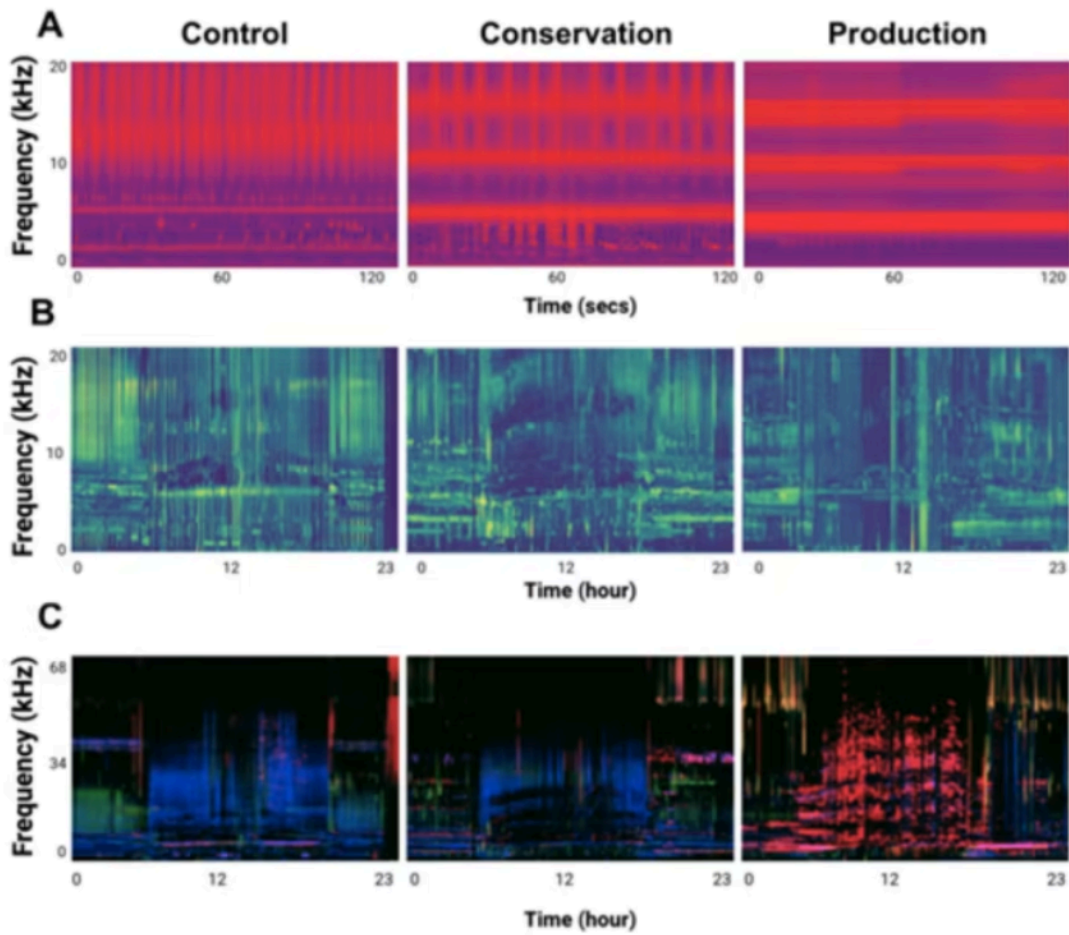 A
Control Conservation Production
Frequency (kHz)
20
10
0
0 60 120 0 60 120 0 60 120
Time (secs)
B
Frequency (kHz)
20
10
0
0 12 23 0 12 23 0 12 23
Time (hour)
C
Frequency (kHz)
68
34
0
0 12 23 0 12 23 0 12 23
Time (hour)